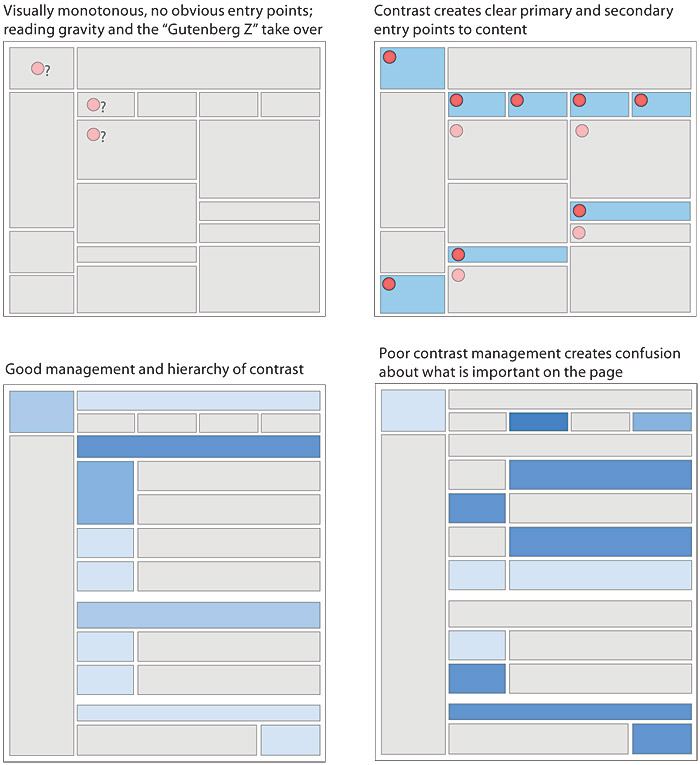 Visually monotonous, no obvious entry points;
reading gravity and the “Gutenberg Z” take over
?
?
?
Contrast creates clear primary and secondary
entry points to content
Good management and hierarchy of contrast
Poor contrast management creates confusion
about what is important on the page